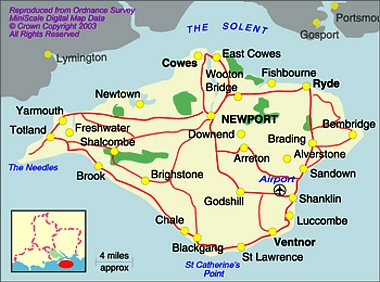 Reproduced from Ordnance Survey
MiniScale Digital Map Data
© Crown Copyright 2003
All Rights Reserved
THE SOLENT
Portsmou
Gosport
Lymington
Cowes
East Cowes
Wooton
Bridge
Fishbourne
Ryde
Newtown
Yarmouth
NEWPORT
Totland
Freshwater
Shalcombe
Downend
Brading
Bembridge
The Needles
Arreton
Alverstone
Brook
Brighstone
Airport
Sandown
Godshill
Shanklin
Luccombe
Chale
Blackgang
Ventnor
St Lawrence
St Catherine's
Point
4 miles
approx